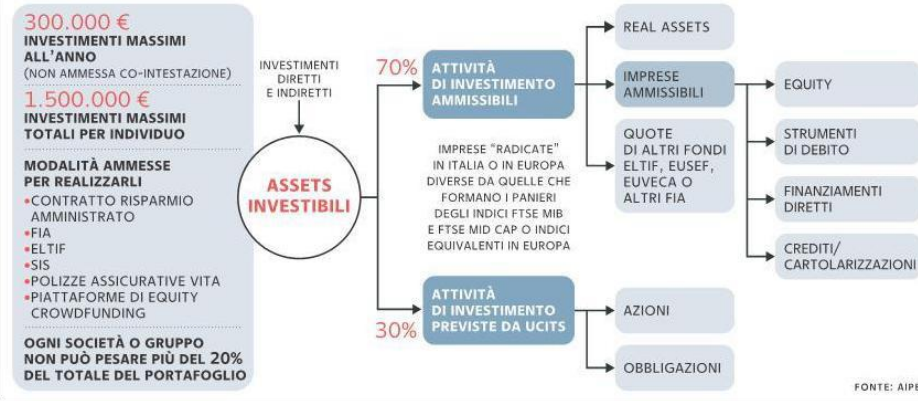 300.000 €
INVESTIMENTI MASSIMI
ALL'ANNO
(NON AMMESSA CO-INTESTAZIONE)
1.500.000 €
INVESTIMENTI MASSIMI
TOTALI PER INDIVIDUO
MODALITÀ AMMESSE
PER REALIZZARLI
•CONTRATTO RISPARMIO
AMMINISTRATO
•FIA
•ELTIF
•SIS
•POLIZZE ASSICURATIVE VITA
•PIATTAFORME DI EQUITY
CROWDFUNDING
OGNI SOCIETÀ O GRUPPO
NON PUÒ PESARE PIÙ DEL 20%
DEL TOTALE DEL PORTAFOGLIO
INVESTIMENTI
DIRETTI
E INDIRETTI
ASSETS
INVESTIBILI
70%
ATTIVITÀ
DI INVESTIMENTO
AMMISSIBILI
IMPRESE "RADICATE"
IN ITALIA O IN EUROPA
DIVERSE DA QUELLE CHE
FORMANO I PANIERI
DEGLI INDICI FTSE MIB
E FTSE MID CAP O INDICI
EQUIVALENTI IN EUROPA
30%
ATTIVITÀ
DI INVESTIMENTO
PREVISTE DA UCITS
REAL ASSETS
IMPRESE
AMMISSIBILI
QUOTE
DI ALTRI FONDI
ELTIF, EUSEF,
EUVECA O
ALTRI FIA
AZIONI
OBBLIGAZIONI
EQUITY
STRUMENTI
DI DEBITO
FINANZIAMENTI
DIRETTI
CREDITI/
CARTOLARIZZAZIONI
FONTE: